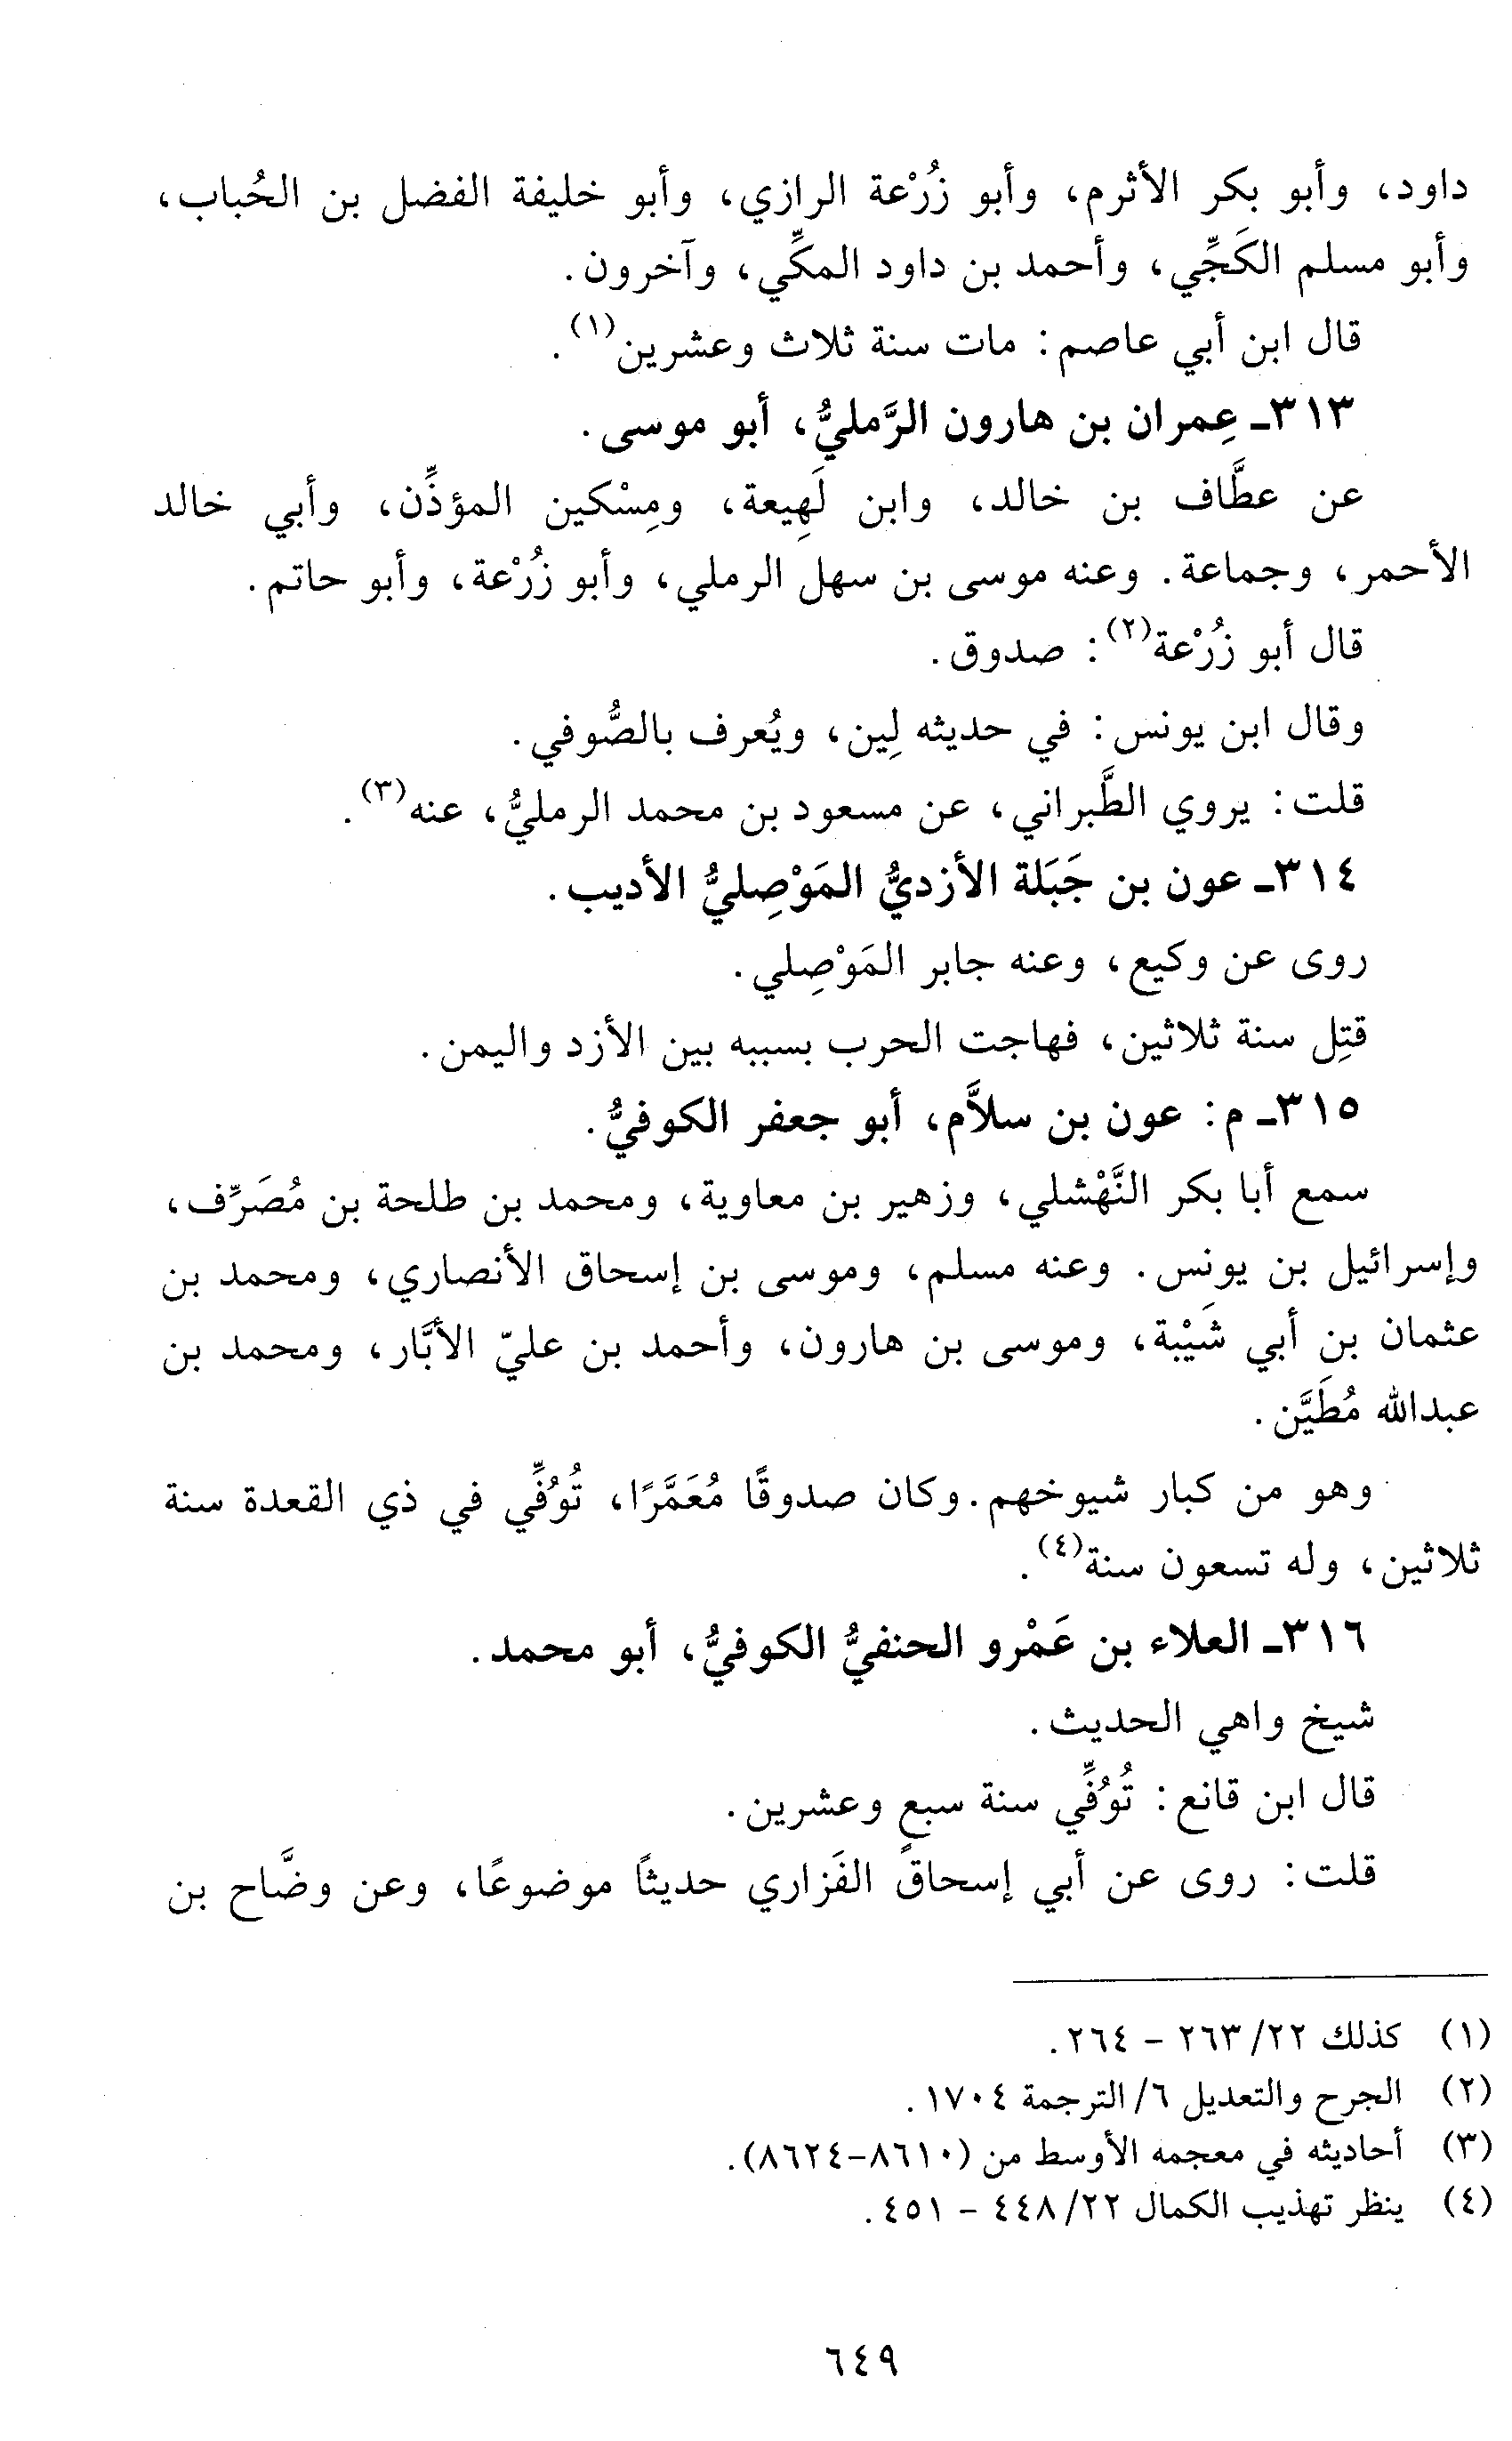 داود، وأبو بكر الأثرم، وأبو زُرْعة الرازي، وأبو خليفة الفضل بن الحُباب،
وأبو مسلم الكَجِّي، وأحمد بن داود المكِّي، وآخرون.
قال ابن أبي عاصم: مات سنة ثلاث وعشرين(١).
٣١٣ـ عِمران بن هارون الرَّمليُّ، أبو موسى.
عن عطَّاف بن خالد، وابن لَهِيعة، ومِسْكين المؤذِّن، وأبي خالد
الأحمر، وجماعة. وعنه موسى بن سهل الرملي، وأبو زُرْعة، وأبو حاتم.
قال أبو زُرْعة(٢): صدوق.
وقال ابن يونس: في حديثه لِين، ويُعرف بالصُّوفي.
قلت: يروي الطَّبراني، عن مسعود بن محمد الرمليُّ، عنه(٣).
٣١٤ـ عون بن جَبَلة الأزديُّ المَوْصِليُّ الأديب.
روى عن وكيع، وعنه جابر المَوْصِلي.
قتِل سنة ثلاثين، فهاجت الحرب بسببه بين الأزد واليمن.
٣١٥ـ م: عون بن سلاَّم، أبو جعفر الكوفيُّ.
سمع أبا بكر النَّهْشلي، وزهير بن معاوية، ومحمد بن طلحة بن مُصَرِّف،
وإسرائيل بن يونس. وعنه مسلم، وموسى بن إسحاق الأنصاري، ومحمد بن
عثمان بن أبي شَيْبة، وموسى بن هارون، وأحمد بن عليّ الأبَّار، ومحمد بن
عبدالله مُطَيَّن.
وهو من كبار شيوخهم. وكان صدوقًا مُعَمَّرًا، تُوُفِّي في ذي القعدة سنة
ثلاثين، وله تسعون سنة(٤).
٣١٦ـ العلاء بن عَمْرو الحنفيُّ الكوفيُّ، أبو محمد.
شيخ واهي الحديث.
قال ابن قانع: تُوُفِّي سنة سبعٍ وعشرين.
قلت: روى عن أبي إسحاق الفَزاري حديثًا موضوعًا، وعن وضَّاح بن
(١) كذلك ٢٢/ ٢٦٣ - ٢٦٤.
(٢) الجرح والتعديل ٦/ الترجمة ١٧٠٤.
(٣) أحاديثه في معجمه الأوسط من (٨٦١٠-٨٦٢٤).
(٤) ينظر تهذيب الكمال ٢٢/ ٤٤٨ - ٤٥١.
٦٤٩